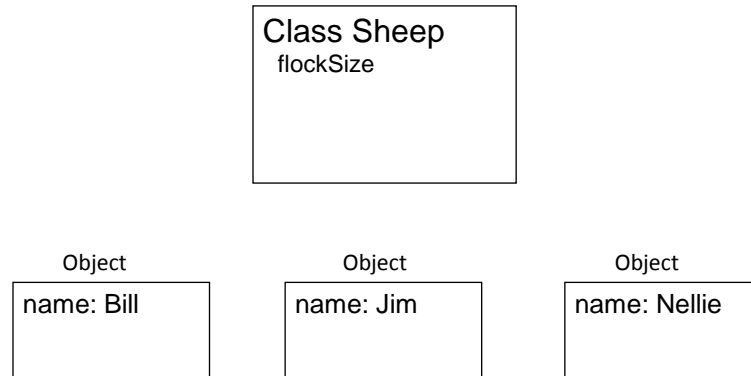 Class Sheep
flockSize
Object
Object
Object
name: Bill
name: Jim
name: Nellie